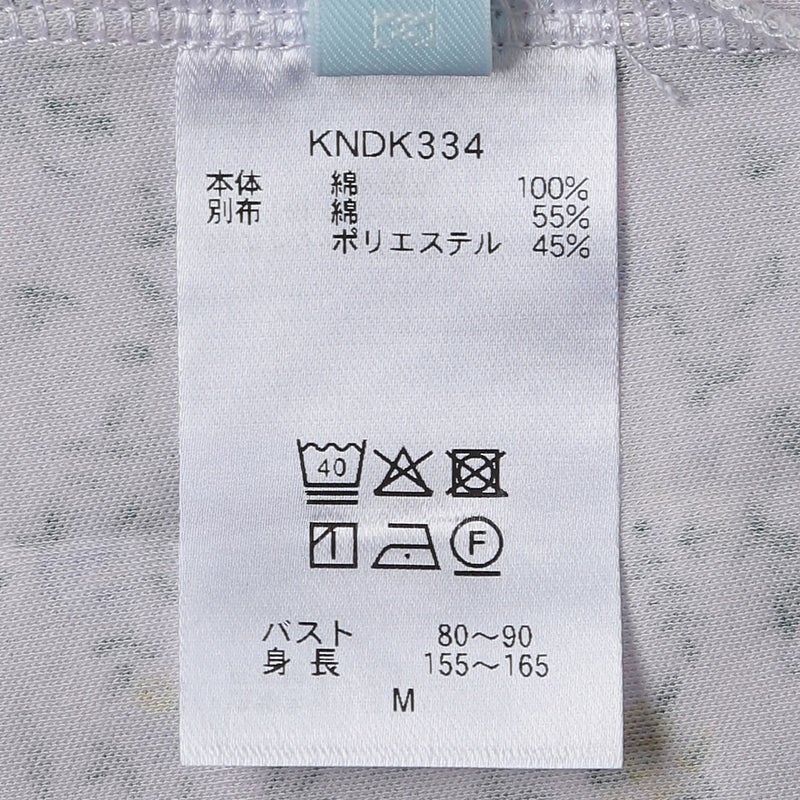 KNDK334
本体 綿 100%
別布 綿 55%
ポリエステル 45%
40
F
バスト 80～90
身長 155～165
M